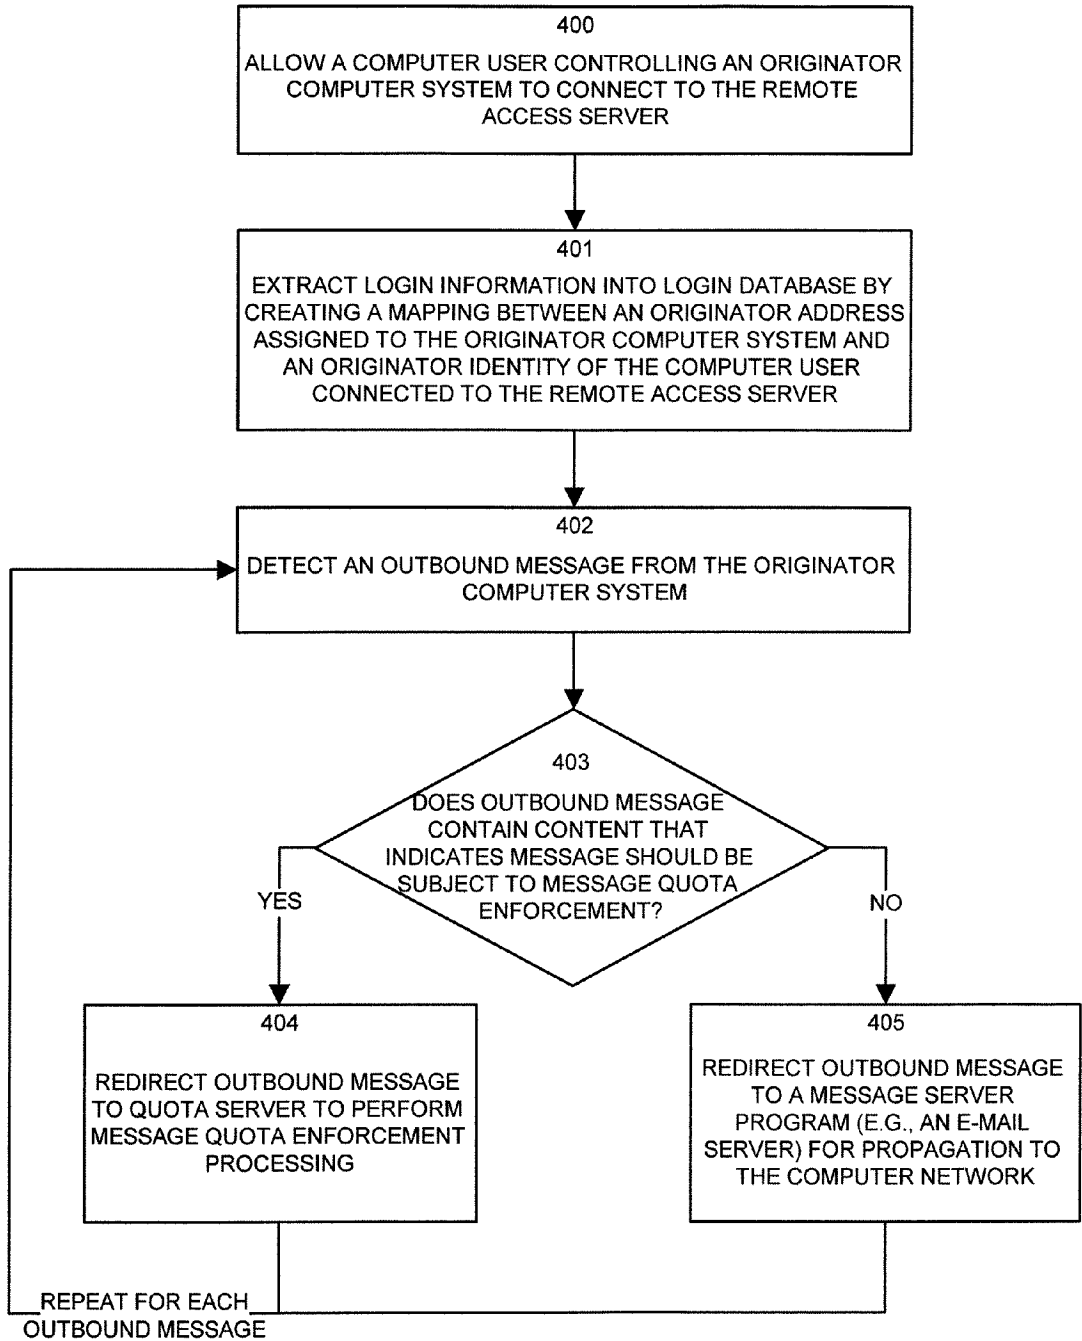 400
ALLOW A COMPUTER USER CONTROLLING AN ORIGINATOR
COMPUTER SYSTEM TO CONNECT TO THE REMOTE
ACCESS SERVER
401
EXTRACT LOGIN INFORMATION INTO LOGIN DATABASE BY
CREATING A MAPPING BETWEEN AN ORIGINATOR ADDRESS
ASSIGNED TO THE ORIGINATOR COMPUTER SYSTEM AND
AN ORIGINATOR IDENTITY OF THE COMPUTER USER
CONNECTED TO THE REMOTE ACCESS SERVER
402
DETECT AN OUTBOUND MESSAGE FROM THE ORIGINATOR
COMPUTER SYSTEM
403
DOES OUTBOUND MESSAGE
CONTAIN CONTENT THAT
INDICATES MESSAGE SHOULD BE
SUBJECT TO MESSAGE QUOTA
ENFORCEMENT?
YES
NO
404
REDIRECT OUTBOUND MESSAGE
TO QUOTA SERVER TO PERFORM
MESSAGE QUOTA ENFORCEMENT
PROCESSING
405
REDIRECT OUTBOUND MESSAGE
TO A MESSAGE SERVER
PROGRAM (E.G., AN E-MAIL
SERVER) FOR PROPAGATION TO
THE COMPUTER NETWORK
REPEAT FOR EACH
OUTBOUND MESSAGE